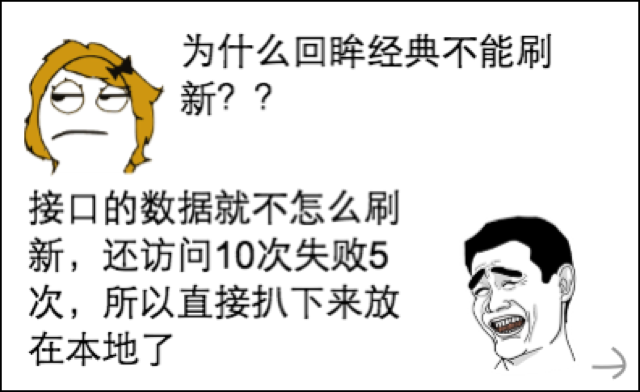 为什么回眸经典不能刷
新？？
接口的数据就不怎么刷
新，还访问10次失败5
次，所以直接扒下来放
在本地了